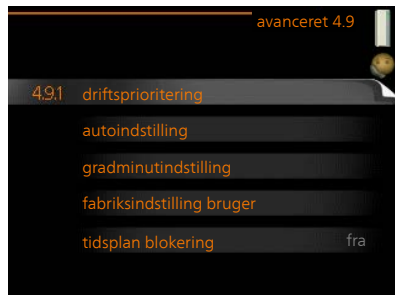 avanceret 4.9
4.9.1 driftsprioritering
autoindstilling
gradminutindstilling
fabriksindstilling bruger
tidsplan blokering fra